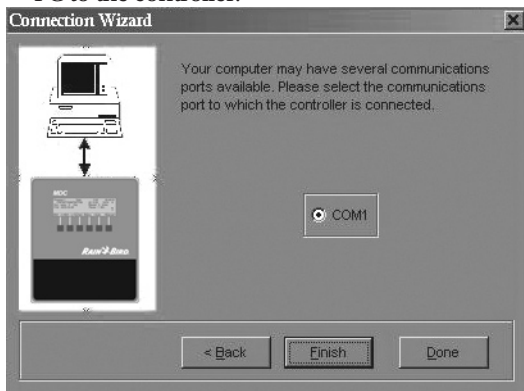 PC to the controller.
Connection Wizard
Your computer may have several communications
ports available. Please select the communications
port to which the controller is connected.
MDC
RAIN BIRD
COM1
< Back
Finish
Done